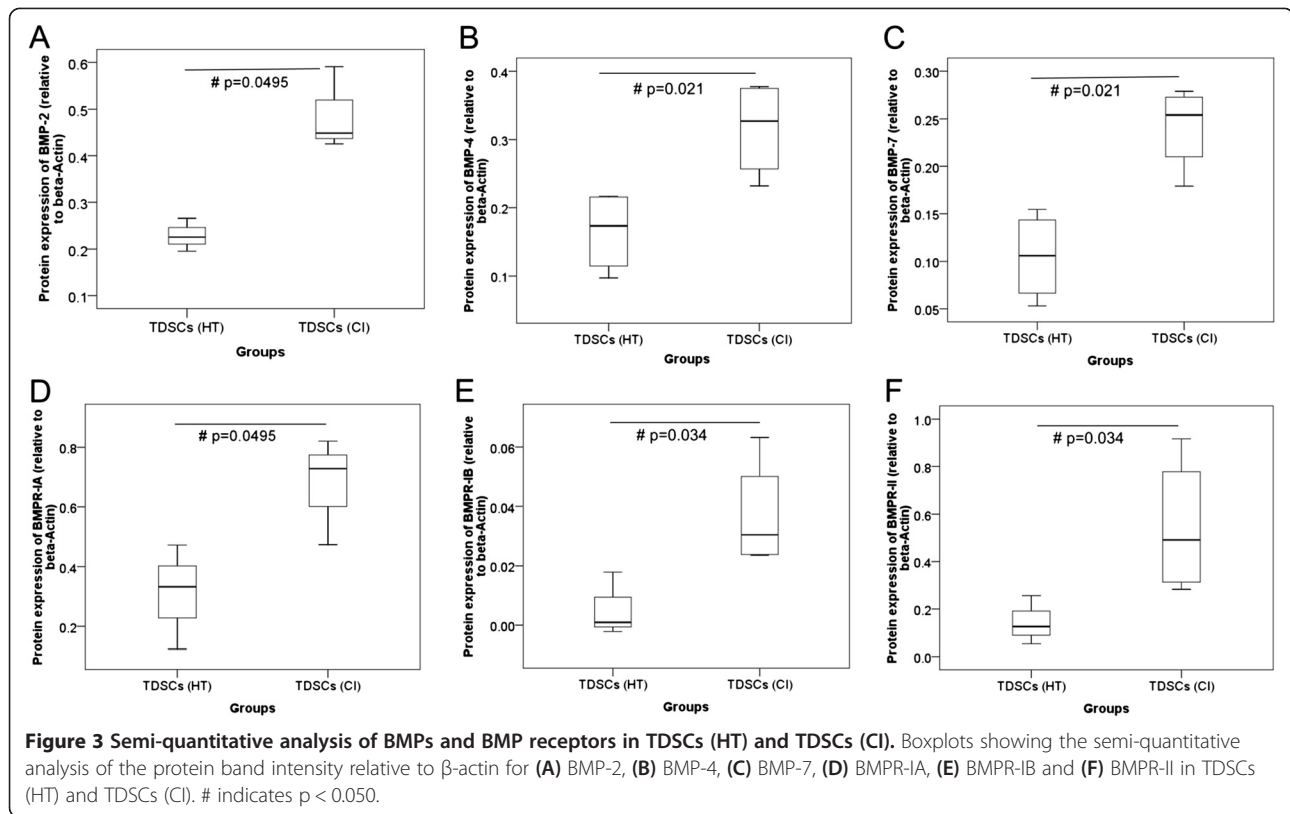 A
Protein expression of BMP-2 (relative
to beta-Actin)
0.6
0.5
0.4
0.3
0.2
0.1
# p=0.0495
TDSCs (HT)
TDSCs (CI)
Groups
B
Protein expression of BMP-4 (relative to
beta-Actin)
0.4
0.3
0.2
0.1
# p=0.021
TDSCs (HT)
TDSCs (CI)
Groups
C
Protein expression of BMP-7 (relative to
beta-Actin)
0.30
0.25
0.20
0.15
0.10
0.05
# p=0.021
TDSCs (HT)
TDSCs (CI)
Groups
D
Protein expression of BMPR-IA (relative to
beta-Actin)
0.8
0.6
0.4
0.2
# p=0.0495
TDSCs (HT)
TDSCs (CI)
Groups
E
Protein expression of BMPR-IB (relative
to beta-Actin)
0.06
0.04
0.02
0.00
# p=0.034
TDSCs (HT)
TDSCs (CI)
Groups
F
Protein expression of BMPR-II (relative to
beta-Actin)
1.0
0.8
0.6
0.4
0.2
0.0
# p=0.034
TDSCs (HT)
TDSCs (CI)
Groups
Figure 3 Semi-quantitative analysis of BMPs and BMP receptors in TDSCs (HT) and TDSCs (CI). Boxplots showing the semi-quantitative
analysis of the protein band intensity relative to β-actin for (A) BMP-2, (B) BMP-4, (C) BMP-7, (D) BMPR-IA, (E) BMPR-IB and (F) BMPR-II in TDSCs
(HT) and TDSCs (CI). # indicates p < 0.050.